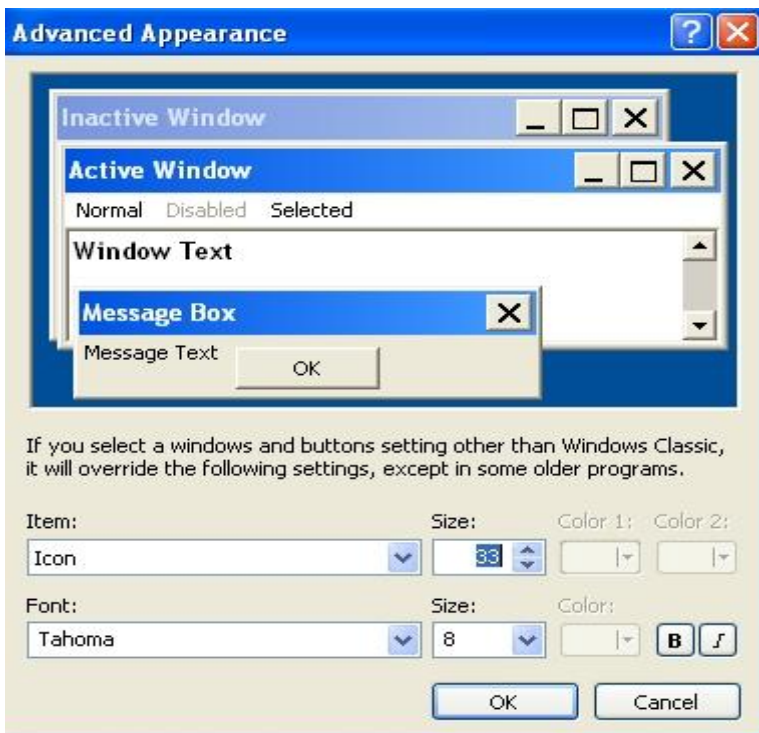 Advanced Appearance
Inactive Window
Active Window
Normal Disabled Selected
Window Text
Message Box
Message Text
OK
If you select a windows and buttons setting other than Windows Classic,
it will override the following settings, except in some older programs.
Item: Size: Color 1: Color 2:
Icon 33
Font: Size: Color:
Tahoma 8 B I
OK Cancel